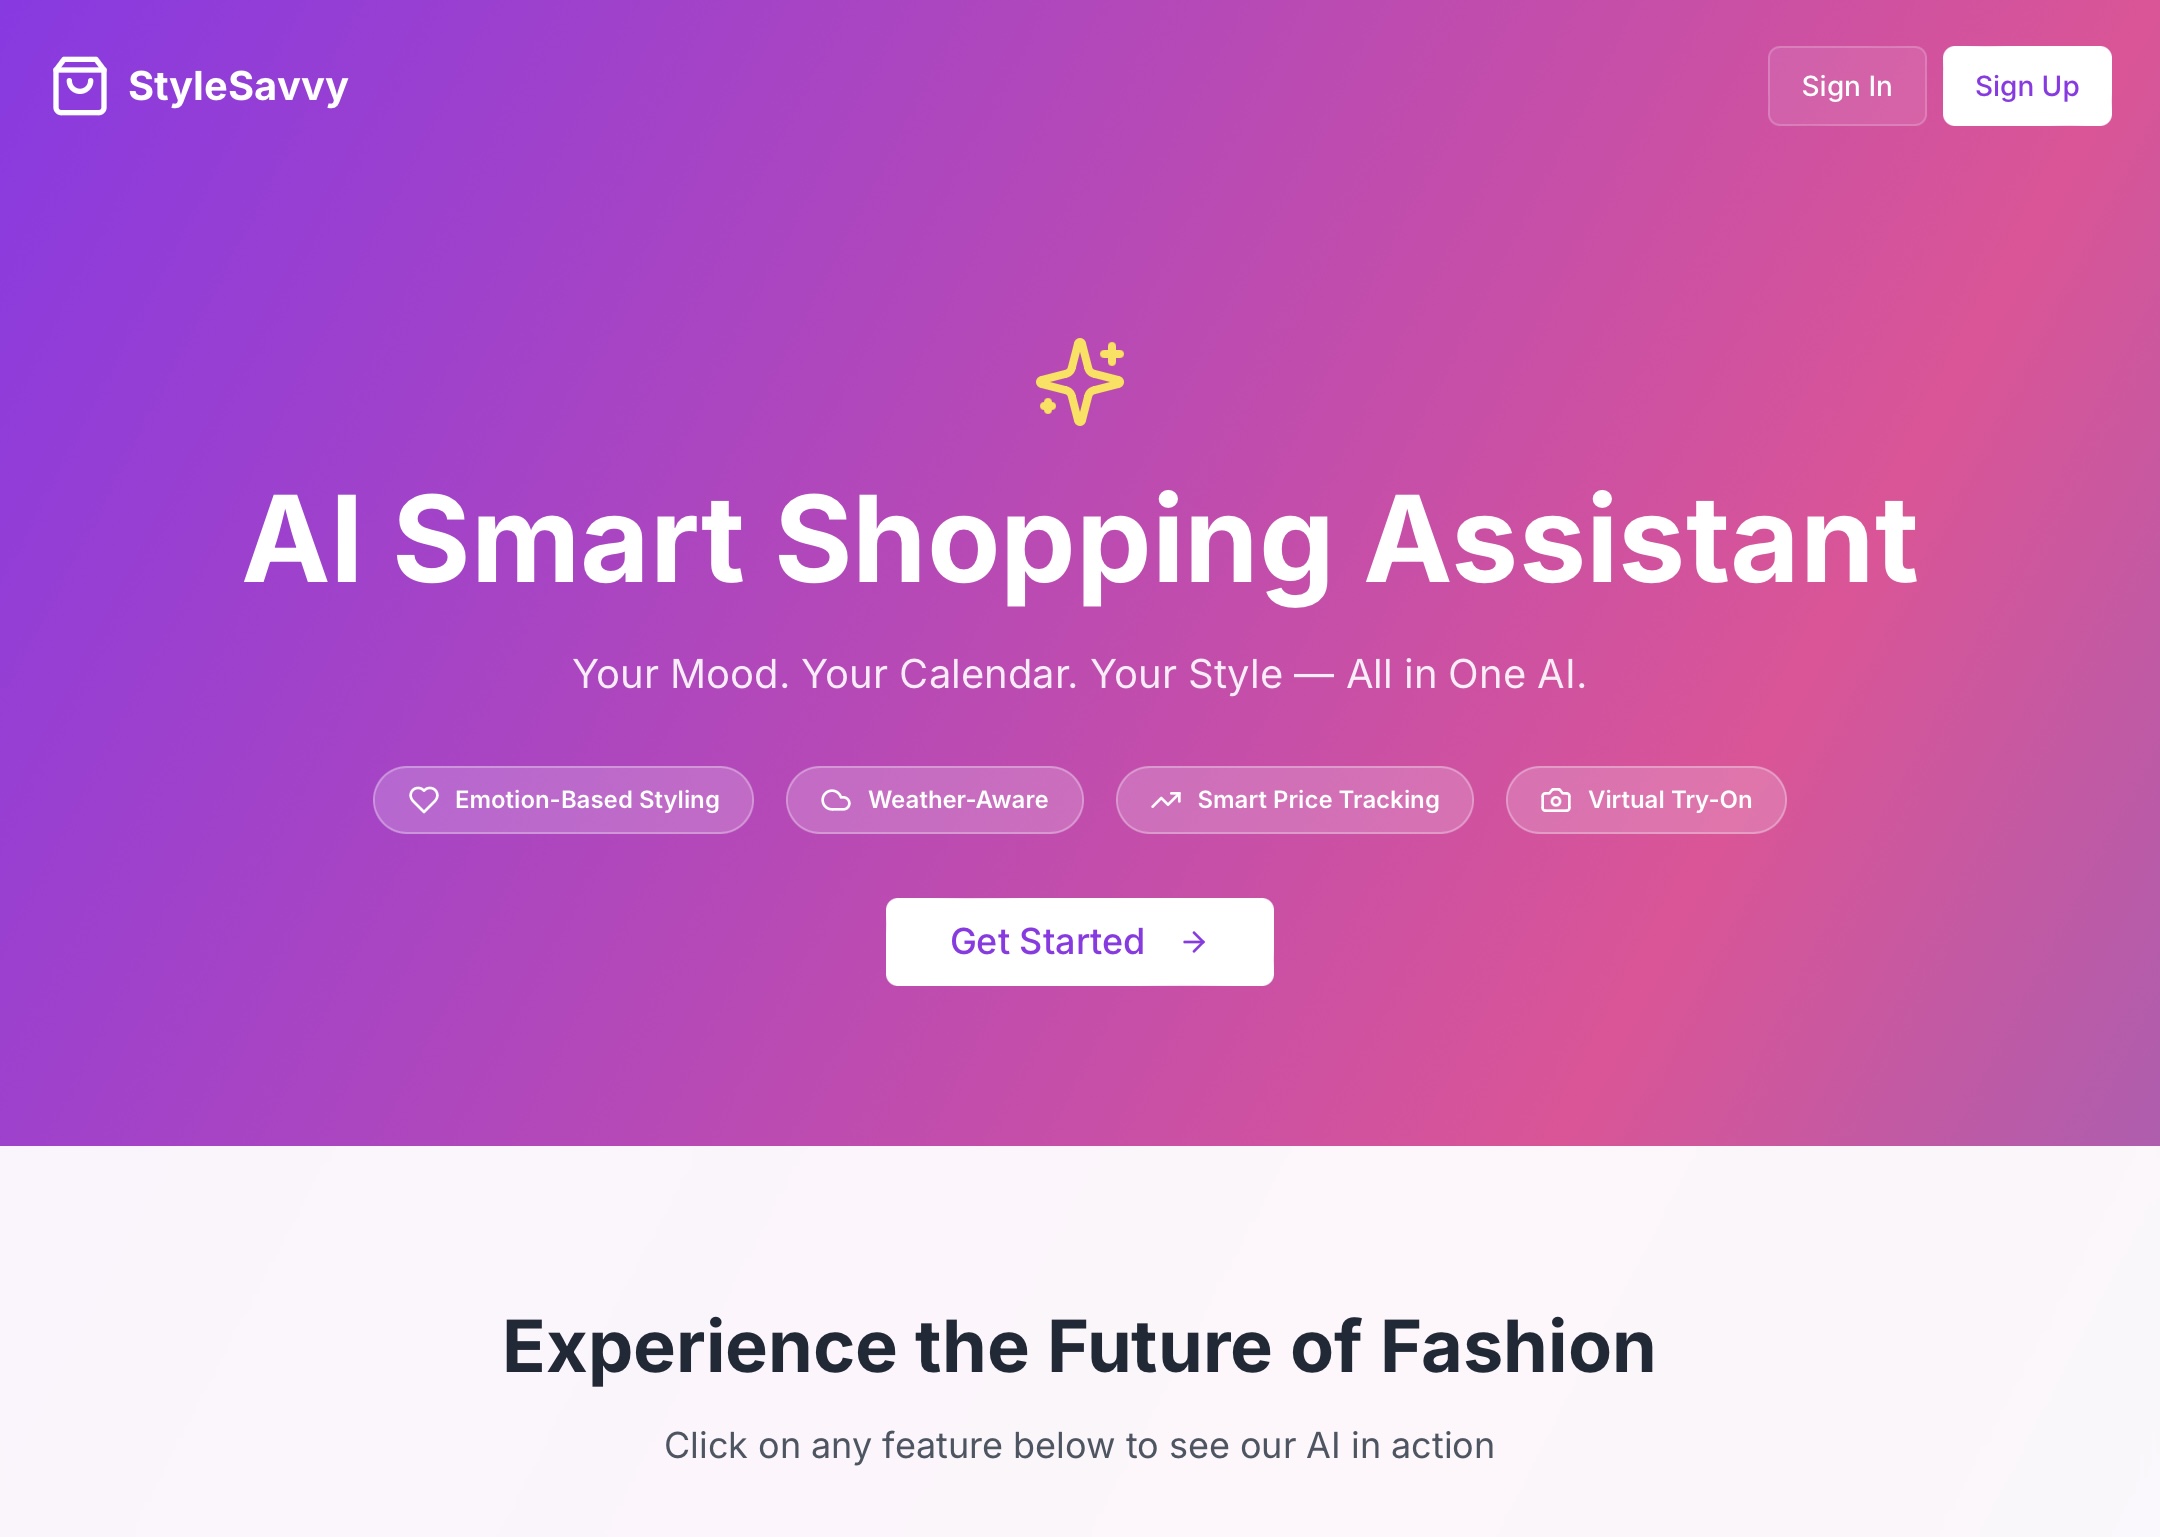 StyleSavvy
Sign In
Sign Up
AI Smart Shopping Assistant
Your Mood. Your Calendar. Your Style — All in One AI.
Emotion-Based Styling
Weather-Aware
Smart Price Tracking
Virtual Try-On
Get Started
Experience the Future of Fashion
Click on any feature below to see our AI in action